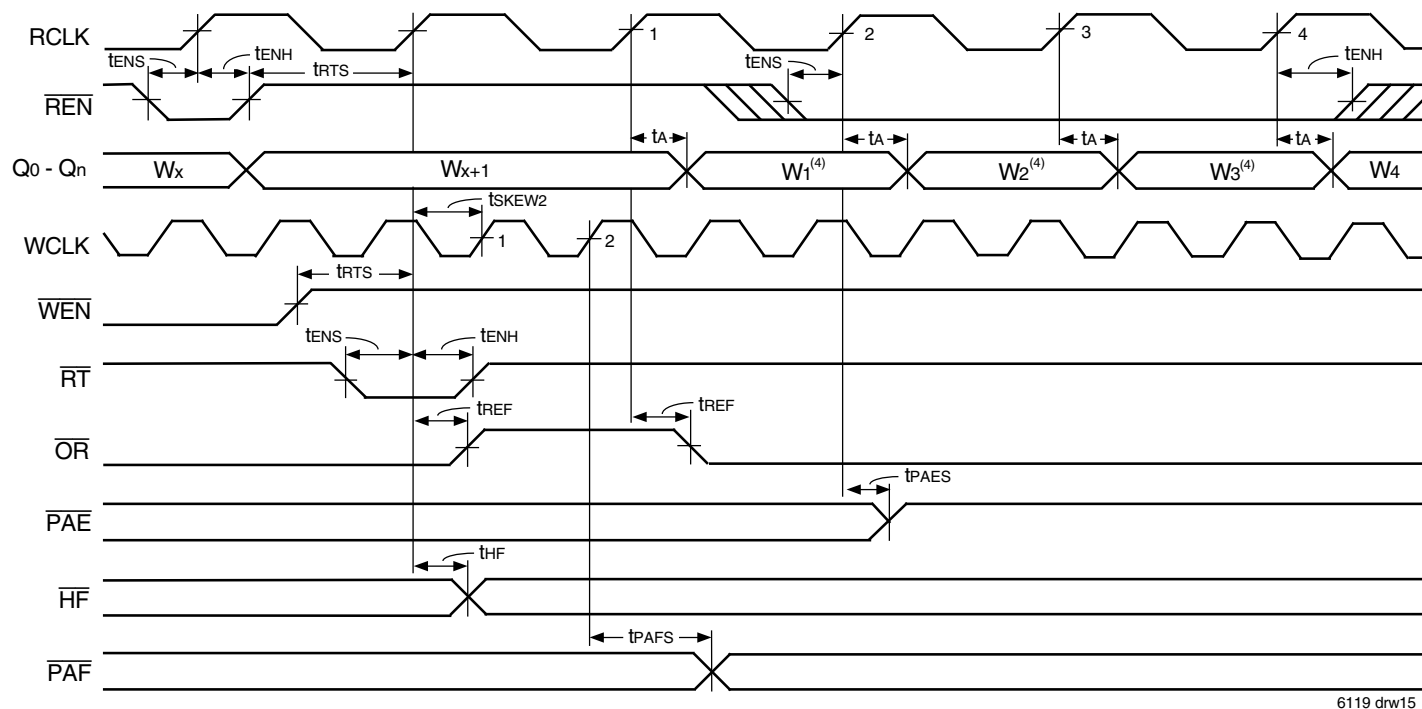 RCLK 1 2 3 4
tENS tENH tRTS tENS tENH
REN
tA tA tA tA
Q0 - Qn Wx Wx+1 W1(4) W2(4) W3(4) W4
tSKEW2
WCLK 1 2
tRTS
WEN
tENS tENH
RT
tREF tREF
OR
tPAES
PAE
tHF
HF
tPAFS
PAF
6119 drw15